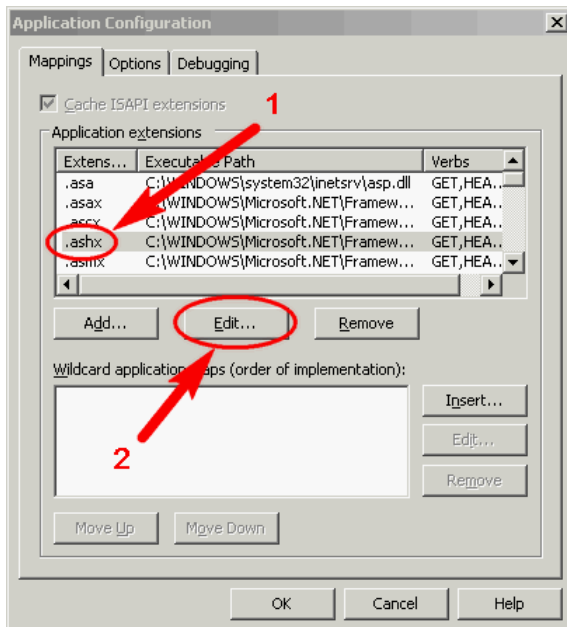 Application Configuration
Mappings Options Debugging
Cache ISAPI extensions
1
Application extensions
Extens... Executable Path Verbs
.asa C:\WINDOWS\system32\inetsrv\asp.dll GET,HEA...
.asax C:\WINDOWS\Microsoft.NET\Framew... GET,HEA...
.ascx C:\WINDOWS\Microsoft.NET\Framew... GET,HEA...
.ashx C:\WINDOWS\Microsoft.NET\Framew... GET,HEA...
.asmx C:\WINDOWS\Microsoft.NET\Framew... GET,HEA...
Add... Edit... Remove
Wildcard application maps (order of implementation):
Insert...
Edit...
2
Remove
Move Up Move Down
OK Cancel Help